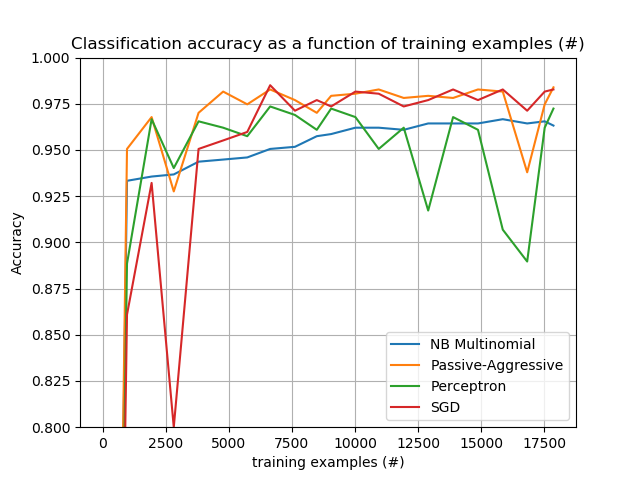 Classification accuracy as a function of training examples (#)
1.000
0.975
0.950
0.925
0.900
0.875
0.850
0.825
0.800
Accuracy
NB Multinomial
Passive-Aggressive
Perceptron
SGD
0 2500 5000 7500 10000 12500 15000 17500
training examples (#)